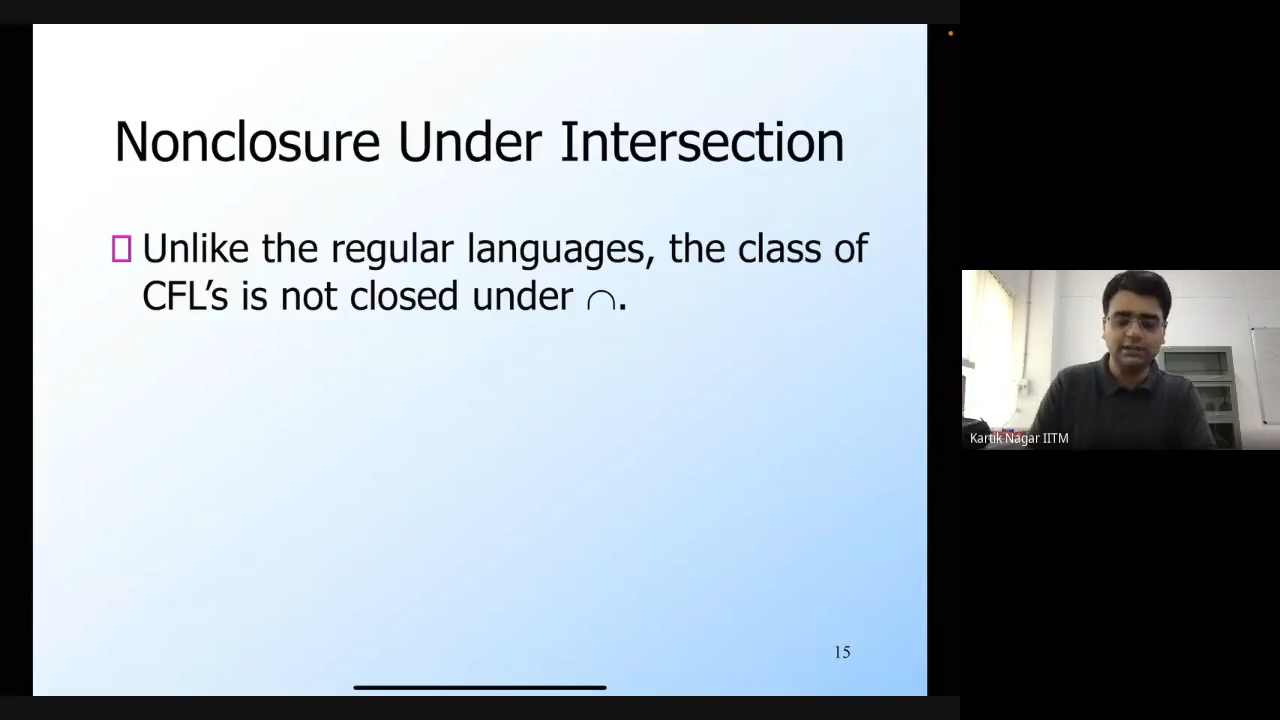 Nonclosure Under Intersection
Unlike the regular languages, the class of
CFL’s is not closed under ∩.
15
Kartik Nagar IITM